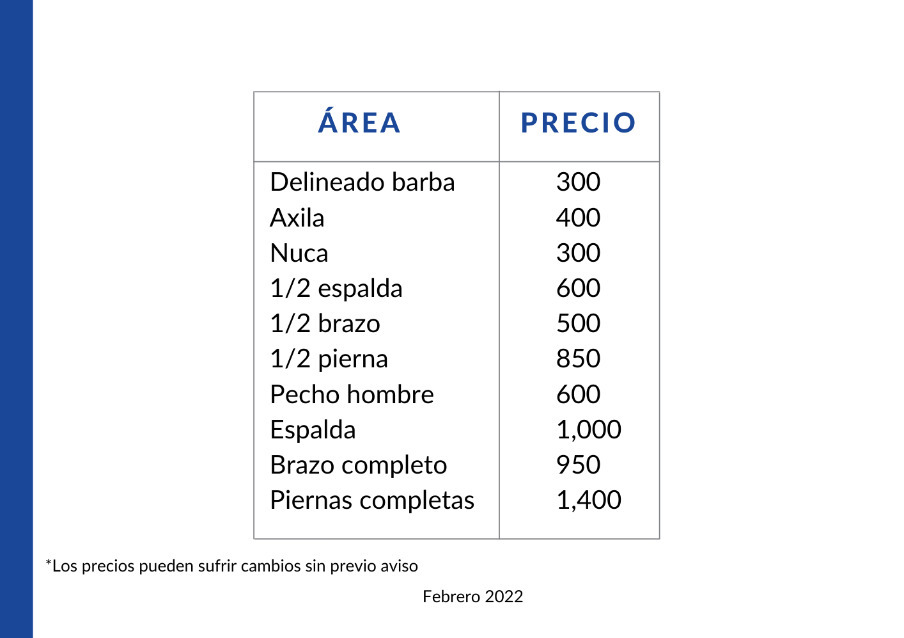 ÁREA PRECIO
Delineado barba 300
Axila 400
Nuca 300
1/2 espalda 600
1/2 brazo 500
1/2 pierna 850
Pecho hombre 600
Espalda 1,000
Brazo completo 950
Piernas completas 1,400
*Los precios pueden sufrir cambios sin previo aviso
Febrero 2022